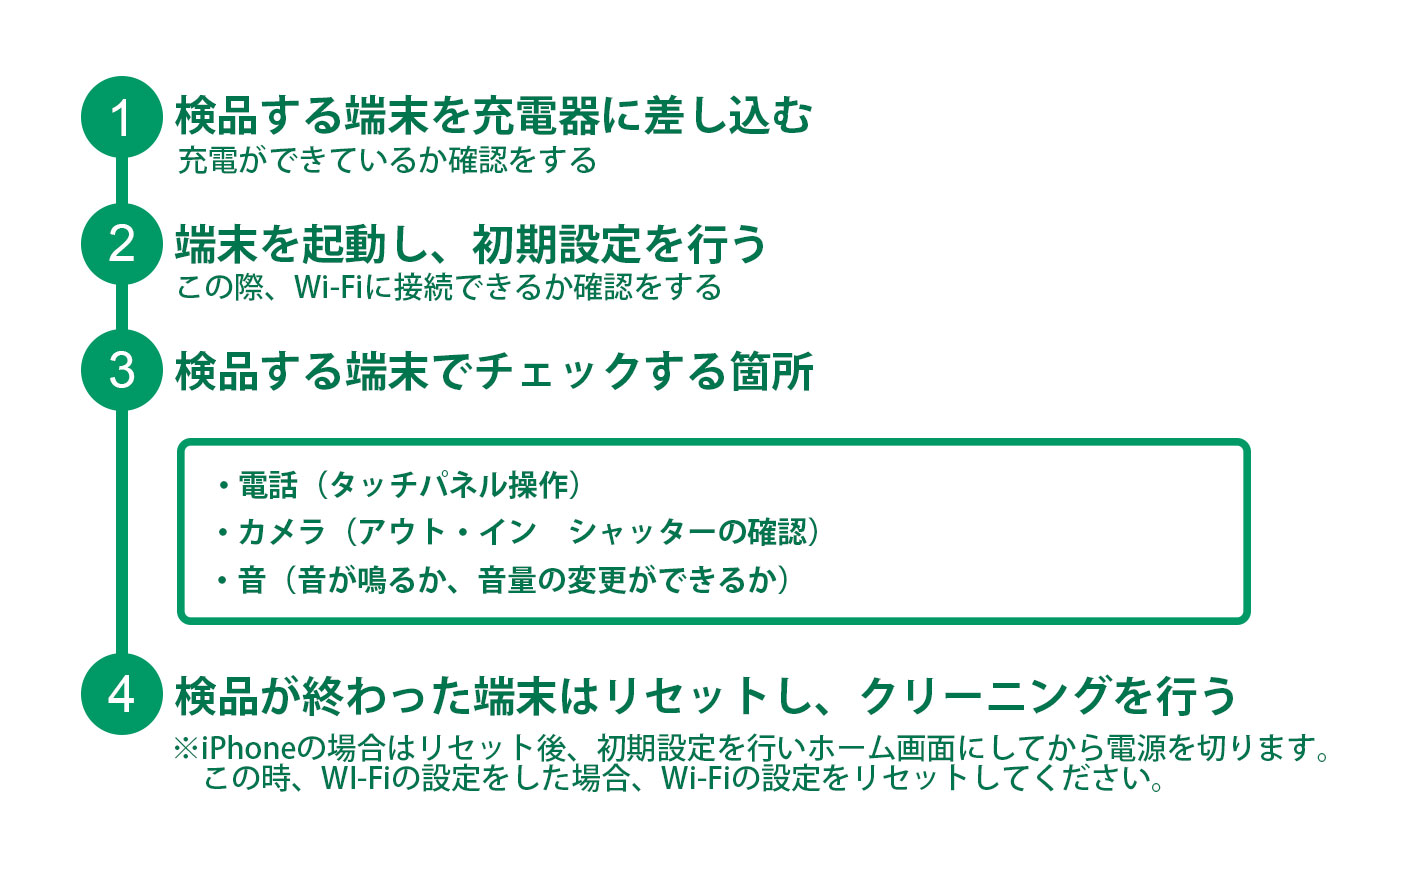 1 検品する端末を充電器に差し込む
充電ができているか確認をする
2 端末を起動し、初期設定を行う
この際、Wi-Fiに接続できるか確認をする
3 検品する端末でチェックする箇所
・電話（タッチパネル操作）
・カメラ（アウト・イン　シャッターの確認）
・音（音が鳴るか、音量の変更ができるか）
4 検品が終わった端末はリセットし、クリーニングを行う
※iPhoneの場合はリセット後、初期設定を行いホーム画面にしてから電源を切ります。
この時、WI-Fiの設定をした場合、Wi-Fiの設定をリセットしてください。